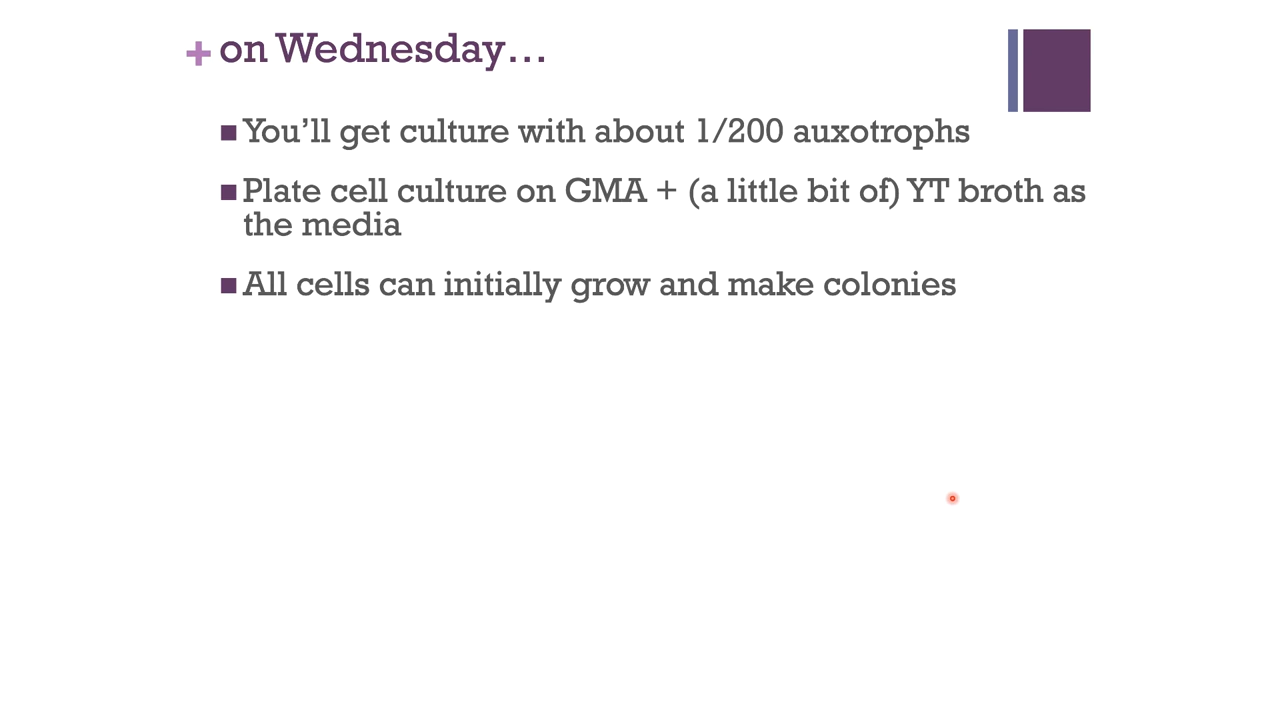 + on Wednesday…
■ You’ll get culture with about 1/200 auxotrophs
■ Plate cell culture on GMA + (a little bit of) YT broth as
the media
■ All cells can initially grow and make colonies